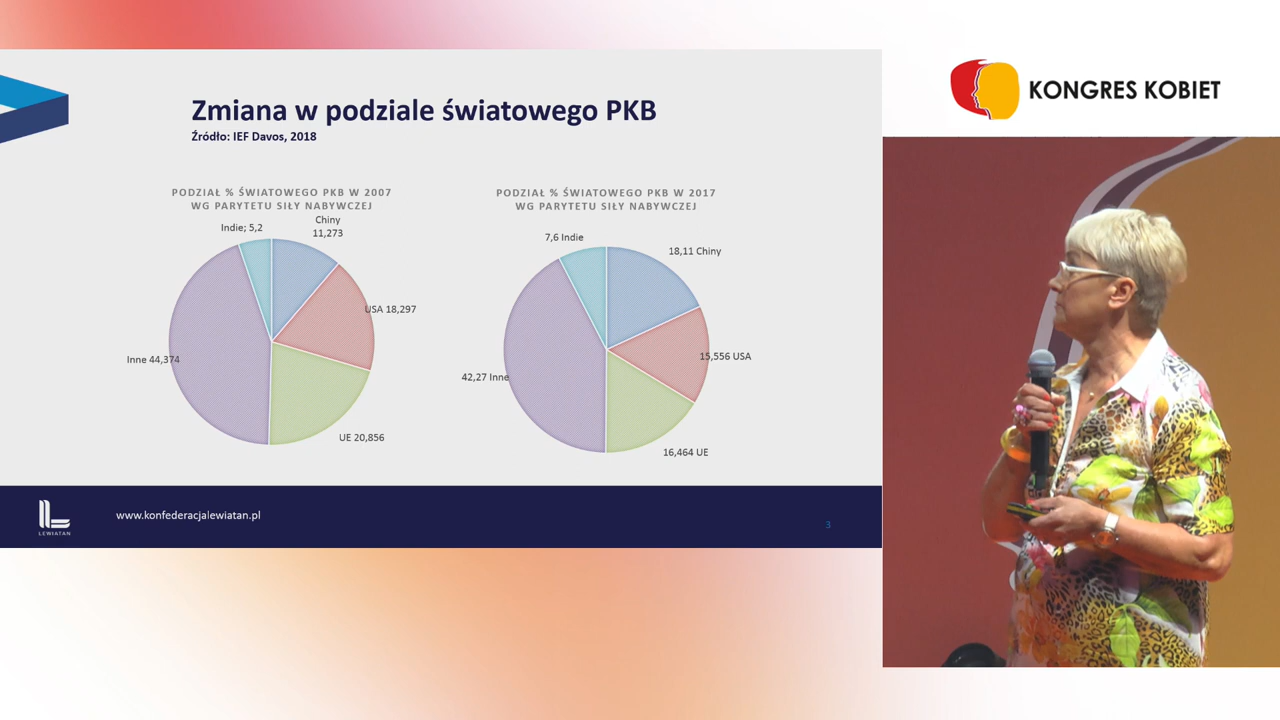 KONGRES KOBIET
Zmiana w podziale światowego PKB
Źródło: IEF Davos, 2018
PODZIAŁ % ŚWIATOWEGO PKB W 2007
WG PARYTETU SIŁY NABYWCZEJ
Indie; 5,2
Chiny
11,273
USA 18,297
Inne 44,374
UE 20,856
PODZIAŁ % ŚWIATOWEGO PKB W 2017
WG PARYTETU SIŁY NABYWCZEJ
7,6 Indie
18,11 Chiny
15,556 USA
42,27 Inne
16,464 UE
LEWIATAN
www.konfederacjalewiatan.pl
3